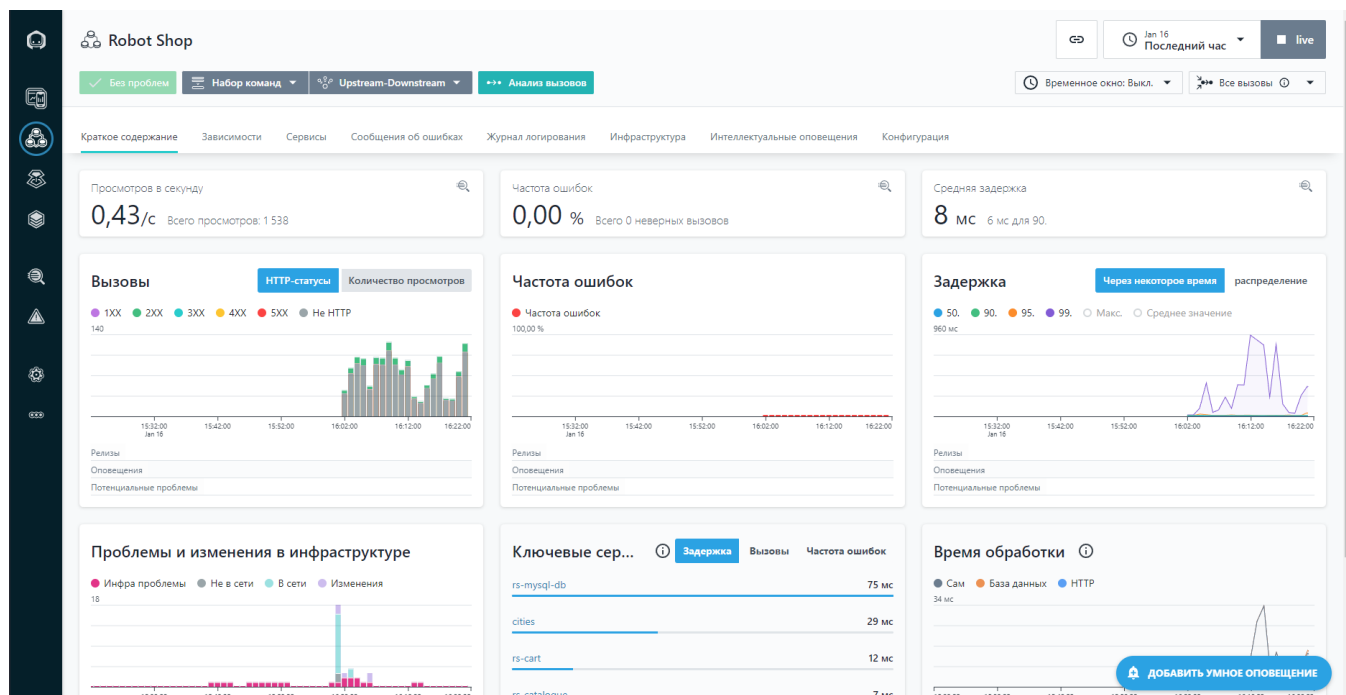 Robot Shop
Jan 16
Последний час
live
Без проблем
Набор команд
Upstream-Downstream
Анализ вызовов
Временное окно: Выкл.
Все вызовы
Краткое содержание
Зависимости
Сервисы
Сообщения об ошибках
Журнал логирования
Инфраструктура
Интеллектуальные оповещения
Конфигурация
Просмотров в секунду
0,43/с Всего просмотров: 1 538
Частота ошибок
0,00 % Всего 0 неверных вызовов
Средняя задержка
8 мс 6 мс для 90.
Вызовы
HTTP-статусы
Количество просмотров
1XX 2XX 3XX 4XX 5XX Не HTTP
140
15:32:00 15:42:00 15:52:00 16:02:00 16:12:00 16:22:00
Jan 16
Релизы
Оповещения
Потенциальные проблемы
Частота ошибок
Частота ошибок
100,00 %
15:32:00 15:42:00 15:52:00 16:02:00 16:12:00 16:22:00
Jan 16
Релизы
Оповещения
Потенциальные проблемы
Задержка
Через некоторое время
распределение
50. 90. 95. 99. Макс. Среднее значение
960 мс
15:32:00 15:42:00 15:52:00 16:02:00 16:12:00 16:22:00
Jan 16
Релизы
Оповещения
Потенциальные проблемы
Проблемы и изменения в инфраструктуре
Инфра проблемы Не в сети В сети Изменения
18
Ключевые сер...
Задержка
Вызовы
Частота ошибок
rs-mysql-db 75 мс
cities 29 мс
rs-cart 12 мс
rs-catalogue 7 мс
Время обработки
Сам База данных HTTP
34 мс
ДОБАВИТЬ УМНОЕ ОПОВЕЩЕНИЕ